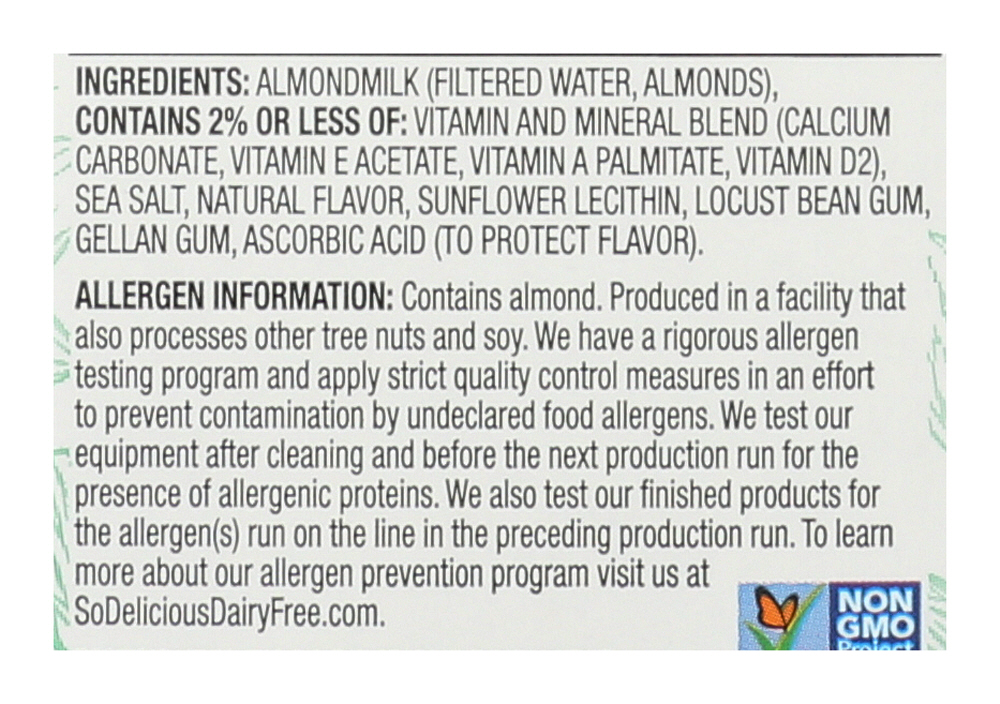 INGREDIENTS: ALMONDMILK (FILTERED WATER, ALMONDS),
CONTAINS 2% OR LESS OF: VITAMIN AND MINERAL BLEND (CALCIUM
CARBONATE, VITAMIN E ACETATE, VITAMIN A PALMITATE, VITAMIN D2),
SEA SALT, NATURAL FLAVOR, SUNFLOWER LECITHIN, LOCUST BEAN GUM,
GELLAN GUM, ASCORBIC ACID (TO PROTECT FLAVOR).
ALLERGEN INFORMATION: Contains almond. Produced in a facility that
also processes other tree nuts and soy. We have a rigorous allergen
testing program and apply strict quality control measures in an effort
to prevent contamination by undeclared food allergens. We test our
equipment after cleaning and before the next production run for the
presence of allergenic proteins. We also test our finished products for
the allergen(s) run on the line in the preceding production run. To learn
more about our allergen prevention program visit us at
SoDeliciousDairyFree.com.
NON
GMO
Project